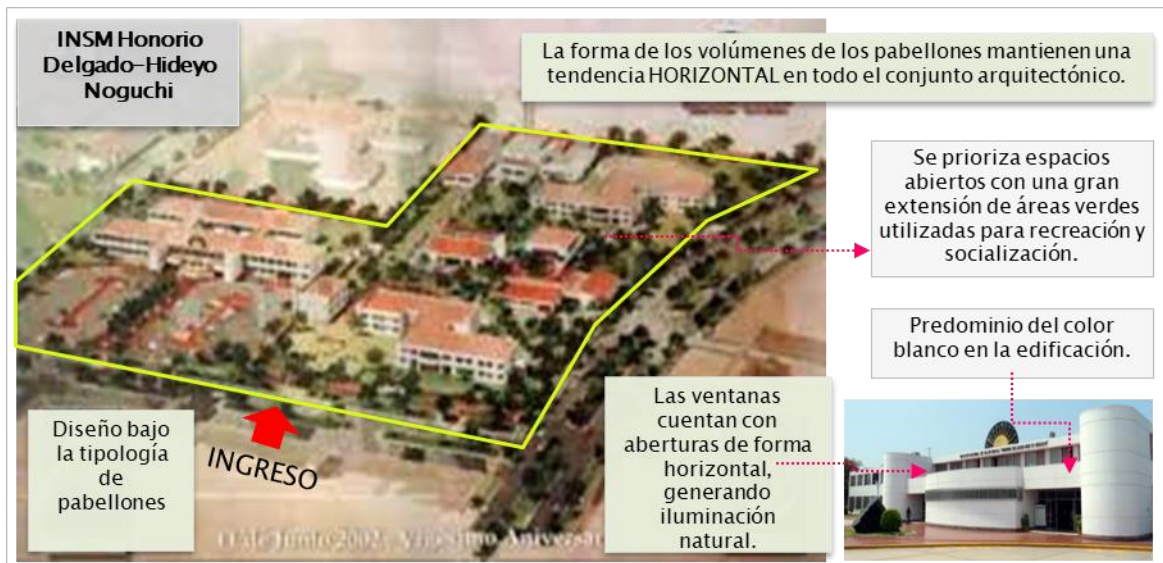 INSM Honorio
Delgado-Hideyo
Noguchi
La forma de los volúmenes de los pabellones mantienen una
tendencia HORIZONTAL en todo el conjunto arquitectónico.
Se prioriza espacios
abiertos con una gran
extensión de áreas verdes
utilizadas para recreación y
socialización.
Predominio del color
blanco en la edificación.
Las ventanas
cuentan con
aberturas de forma
horizontal,
generando
iluminación
natural.
Diseño bajo
la tipología
de
pabellones
INGRESO
de Junio 2002